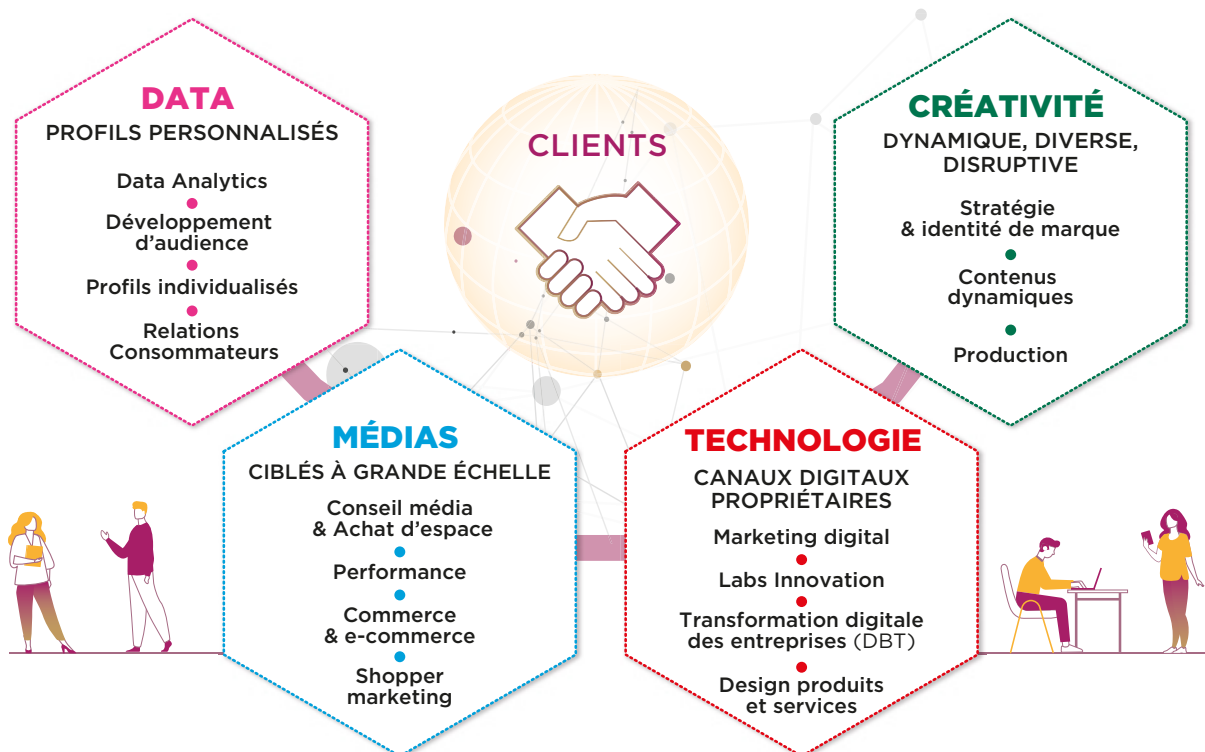 DATA
PROFILS PERSONNALISÉS
Data Analytics
Développement
d’audience
Profils individualisés
Relations
Consommateurs
CLIENTS
CRÉATIVITÉ
DYNAMIQUE, DIVERSE,
DISRUPTIVE
Stratégie
& identité de marque
Contenus
dynamiques
Production
MÉDIAS
CIBLÉS À GRANDE ÉCHELLE
Conseil média
& Achat d’espace
Performance
Commerce
& e-commerce
Shopper
marketing
TECHNOLOGIE
CANAUX DIGITAUX
PROPRIÉTAIRES
Marketing digital
Labs Innovation
Transformation digitale
des entreprises (DBT)
Design produits
et services